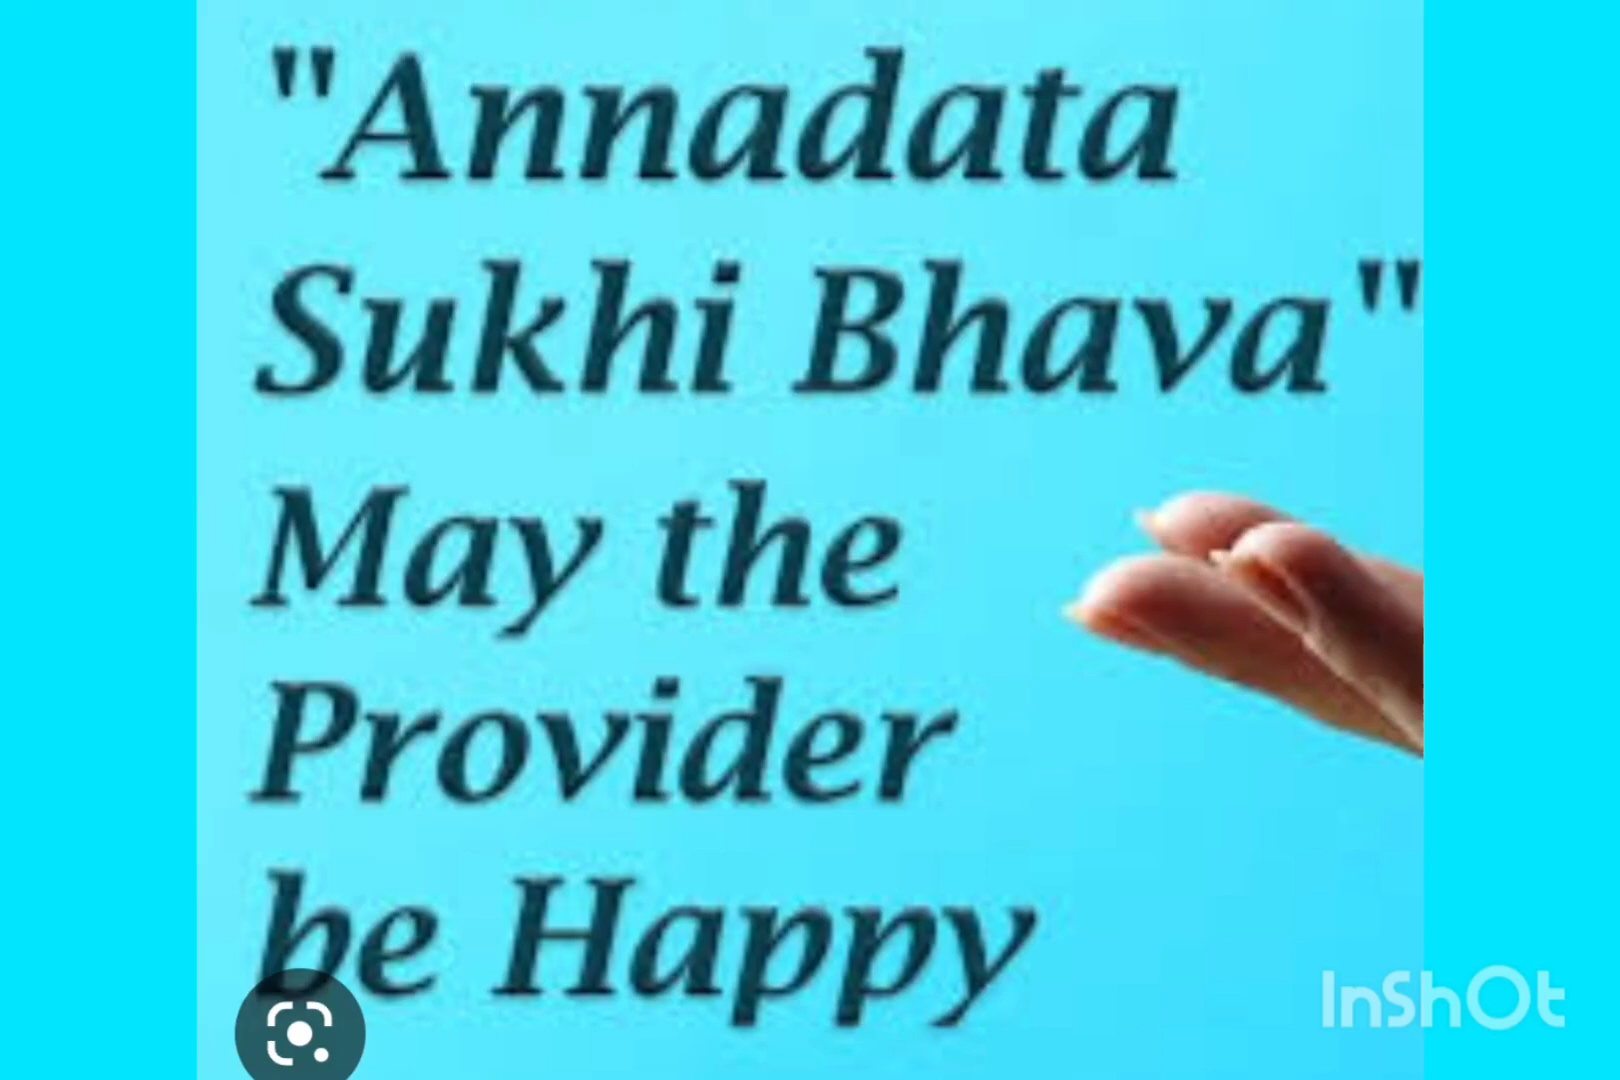 "Annadata
Sukhi Bhava"
May the
Provider
be Happy
InShOt